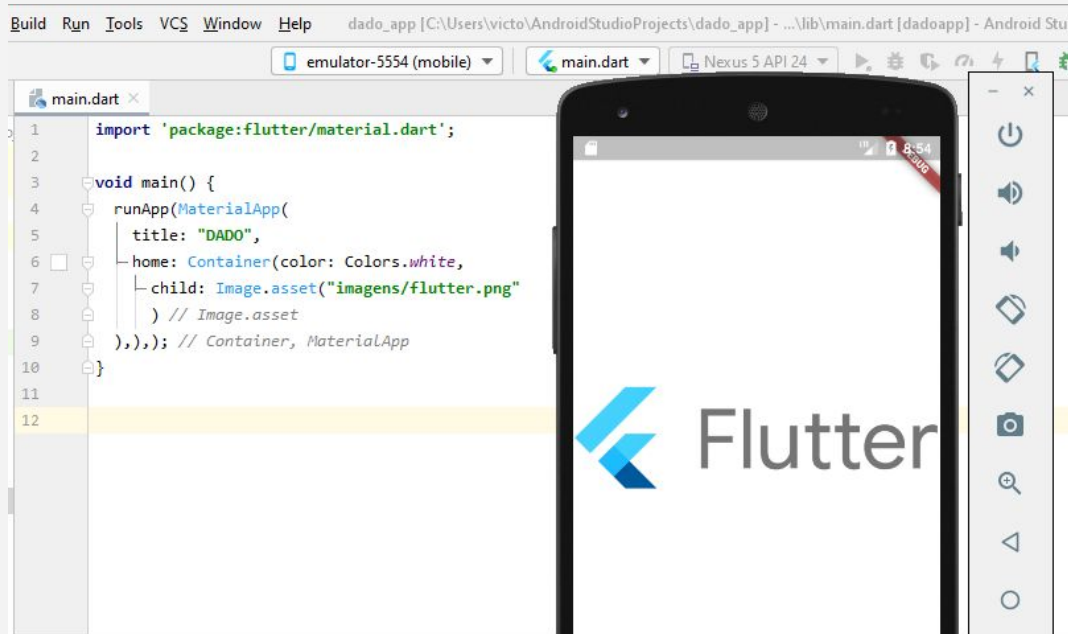 Build Run Tools VCS Window Help dado_app [C:\Users\victo\AndroidStudioProjects\dado_app] - ...\lib\main.dart [dadoapp] - Android Stu
emulator-5554 (mobile) main.dart Nexus 5 API 24
main.dart
1 import 'package:flutter/material.dart';
2
3 void main() {
4 runApp(MaterialApp(
5 title: "DADO",
6 home: Container(color: Colors.white,
7 child: Image.asset("imagens/flutter.png"
8 ) // Image.asset
9 ),),); // Container, MaterialApp
10 }
11
12
8:54
DEBUG
Flutter